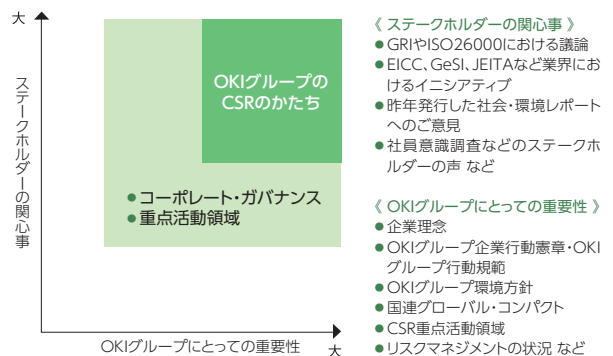 大
ステークホルダーの関心事
OKIグループの
CSRのかたち
●コーポレート・ガバナンス
●重点活動領域
OKIグループにとっての重要性
大
《 ステークホルダーの関心事 》
●GRIやISO26000における議論
●EICC、GeSI、JEITAなど業界にお
けるイニシアティブ
●昨年発行した社会・環境レポート
へのご意見
●社員意識調査などのステークホ
ルダーの声 など
《 OKIグループにとっての重要性 》
●企業理念
●OKIグループ企業行動憲章・OKI
グループ行動規範
●OKIグループ環境方針
●国連グローバル・コンパクト
●CSR重点活動領域
●リスクマネジメントの状況 など